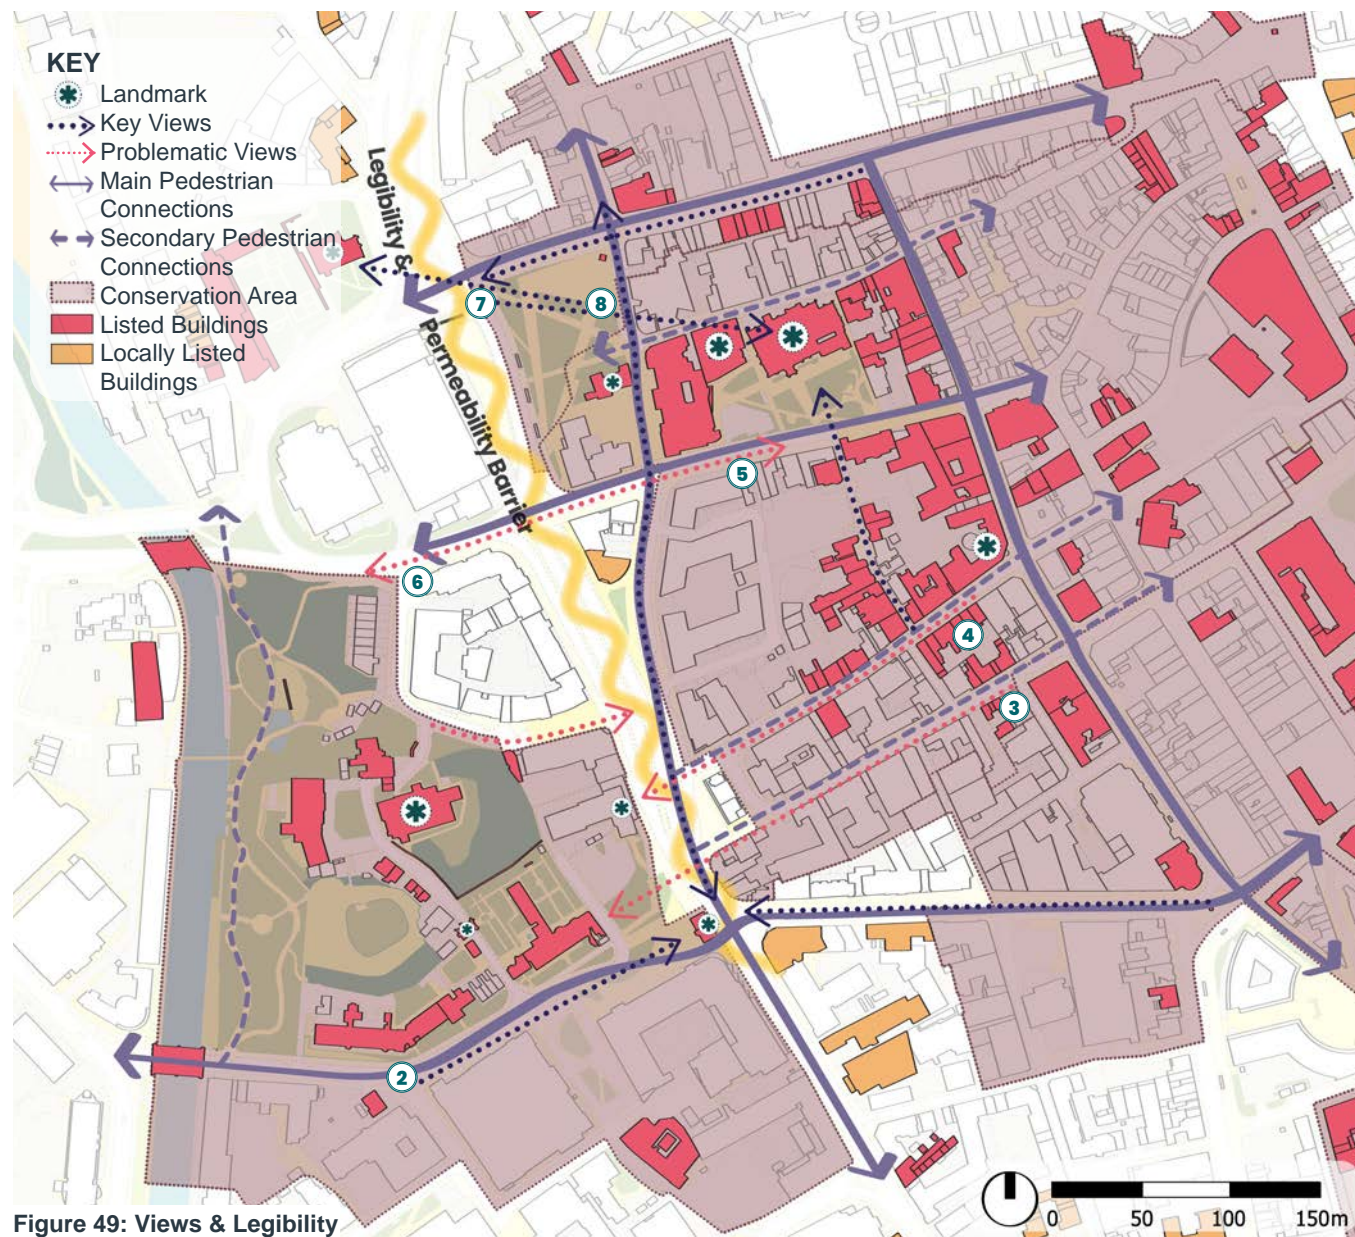 KEY
Landmark
Key Views
Problematic Views
Main Pedestrian
Connections
Secondary Pedestrian
Connections
Conservation Area
Listed Buildings
Locally Listed
Buildings
Legibility &
Permeability Barrier
7
8
5
6
4
3
2
0 50 100 150m
Figure 49: Views & Legibility